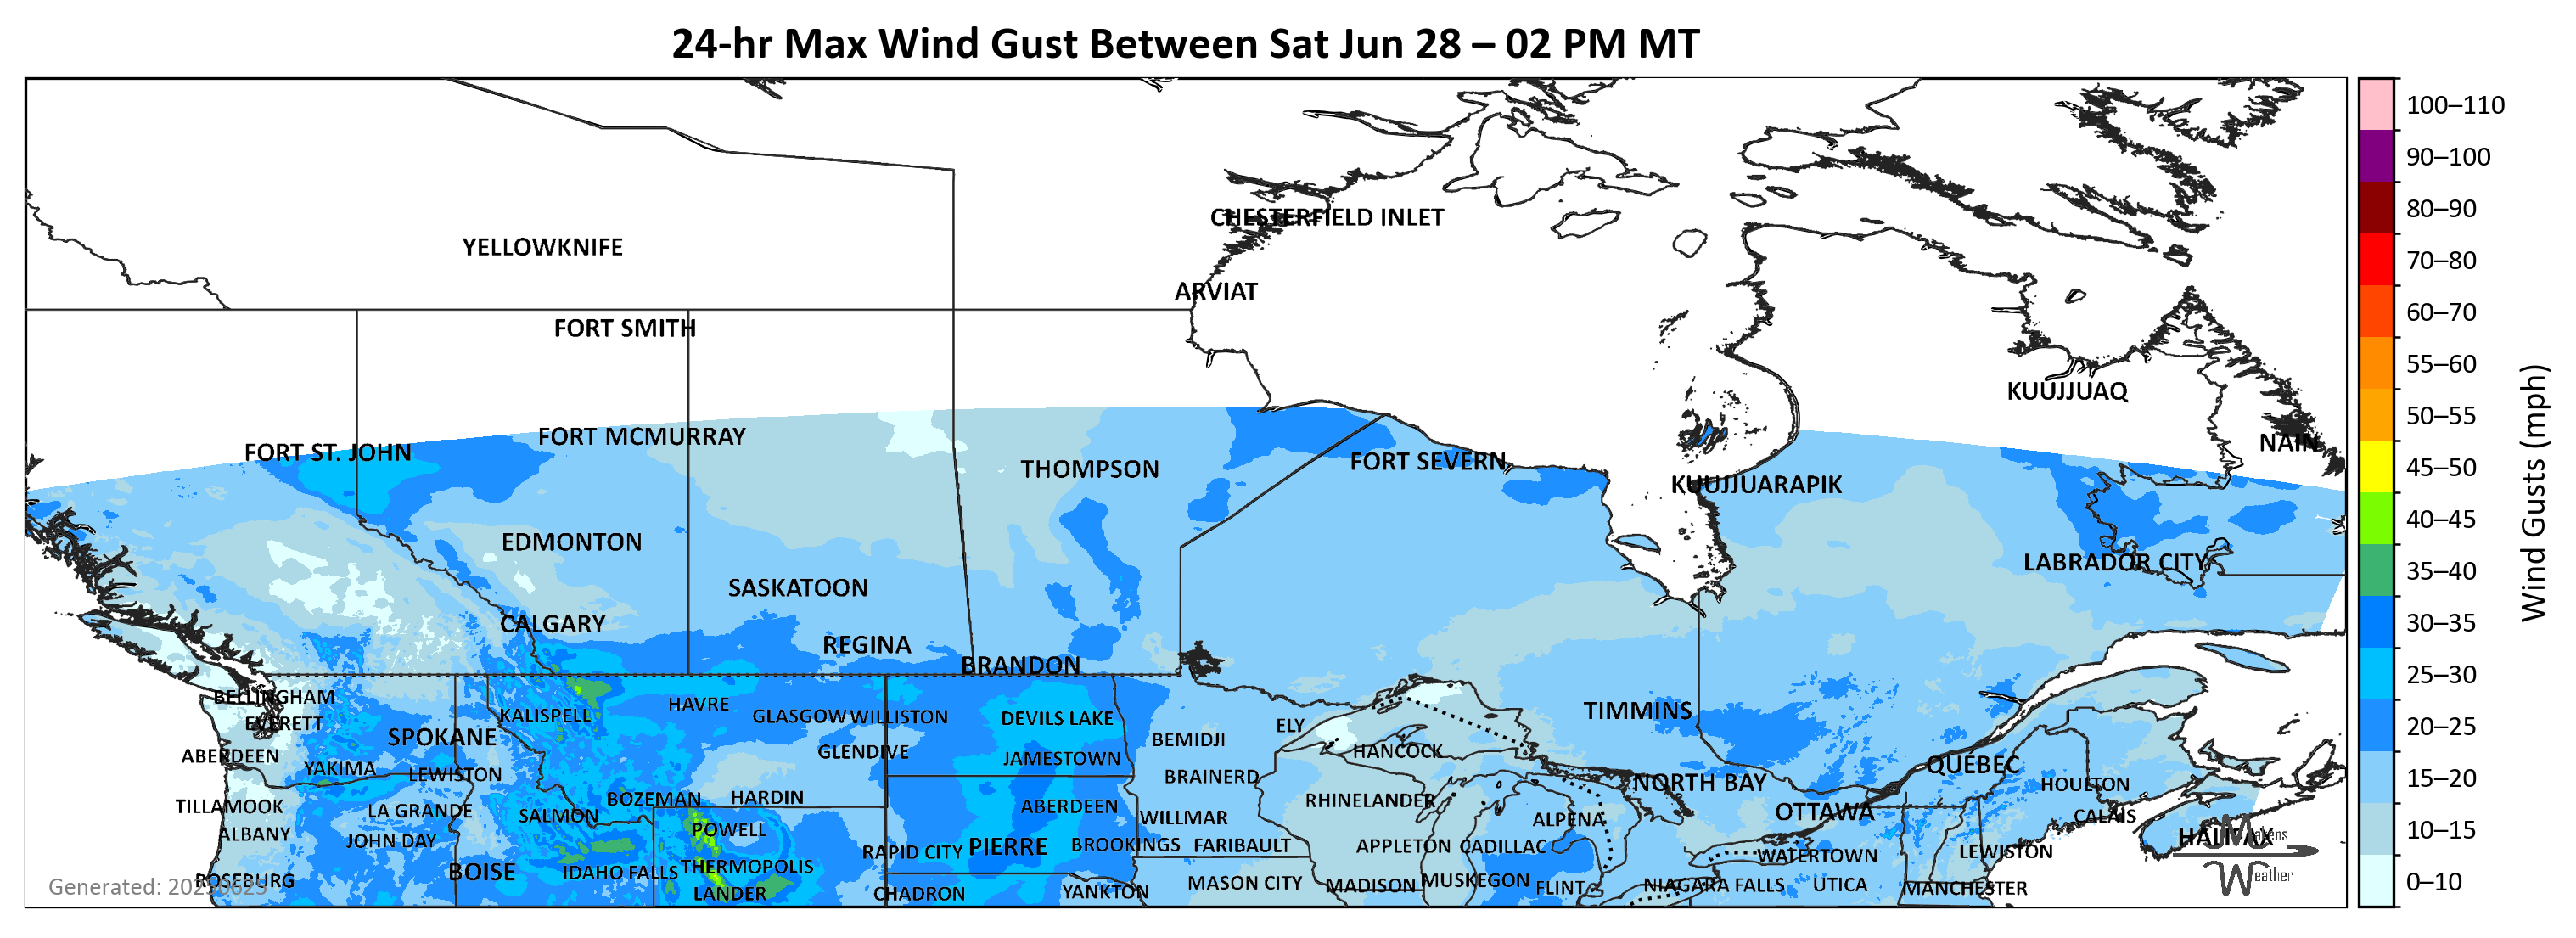 24-hr Max Wind Gust Between Sat Jun 28 – 02 PM MT
100–110
90–100
80–90
70–80
60–70
55–60
50–55
45–50
40–45
35–40
30–35
25–30
20–25
15–20
10–15
0–10
Wind Gusts (mph)
CHESTERFIELD INLET
YELLOWKNIFE
ARVIAT
FORT SMITH
KUUJJUAQ
FORT MCMURRAY
NAIN
FORT ST. JOHN
FORT SEVERN
THOMPSON
KUUJJUARAPIK
EDMONTON
LABRADOR CITY
SASKATOON
CALGARY
REGINA
BRANDON
BELLINGHAM
HAVRE
TIMMINS
KALISPELL
GLASGOW
WILLISTON
DEVILS LAKE
EVERETT
ELY
SPOKANE
BEMIDJI
HANCOCK
GLENDIVE
ABERDEEN
JAMESTOWN
QUÉBEC
YAKIMA
LEWISTON
BRAINERD
NORTH BAY
HOULTON
BOZEMAN
HARDIN
RHINELANDER
TILLAMOOK
ABERDEEN
LA GRANDE
OTTAWA
SALMON
WILLMAR
CALAIS
ALPENA
POWELL
ALBANY
HALIFAX
Makens
JOHN DAY
PIERRE
BROOKINGS
FARIBAULT
APPLETON
CADILLAC
RAPID CITY
LEWISTON
WATERTOWN
THERMOPOLIS
BOISE
IDAHO FALLS
Weather
ROSEBURG
MUSKEGON
MASON CITY
MADISON
NIAGARA FALLS
UTICA
FLINT
MANCHESTER
YANKTON
LANDER
CHADRON